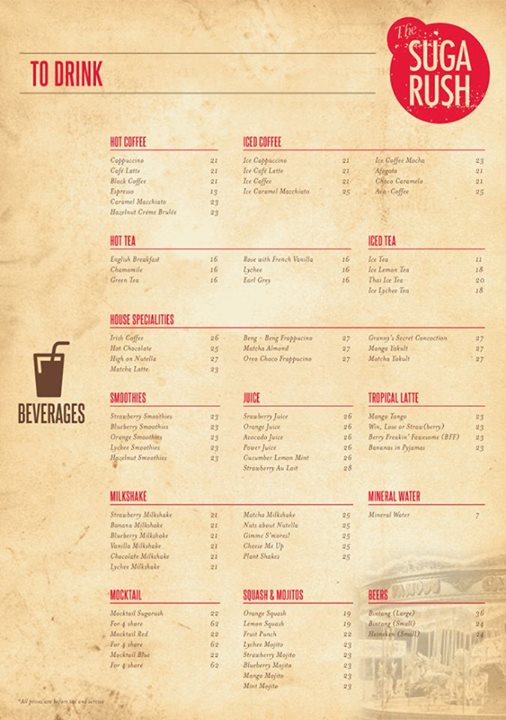 The
SUGA
RUSH
TO DRINK
HOT COFFEE
Cappuccino 21
Café Latte 21
Black Coffee 21
Espresso 13
Caramel Macchiato 23
Hazelnut Créme Brulée 23
ICED COFFEE
Ice Cappuccino 21
Ice Café Latte 21
Ice Coffee 21
Ice Caramel Macchiato 25
Ice Coffee Mocha 23
Afogato 21
Choco Caramelo 21
Avo - Coffee 25
HOT TEA
English Breakfast 16
Chamomile 16
Green Tea 16
Rose with French Vanilla 16
Lychee 16
Earl Grey 16
ICED TEA
Ice Tea 11
Ice Lemon Tea 18
Thai Ice Tea 20
Ice Lychee Tea 18
HOUSE SPECIALITIES
Irish Coffee 26
Hot Chocolate 25
High on Nutella 27
Matcha Latte 23
Beng - Beng Frappucino 27
Matcha Almond 27
Oreo Choco Frappucino 27
Granny's Secret Concoction 27
Mango Yakult 27
Matcha Yakult 27
BEVERAGES
SMOOTHIES
Strawberry Smoothies 23
Blueberry Smoothies 23
Orange Smoothies 23
Lychee Smoothies 23
Hazelnut Smoothies 23
JUICE
Srawberry Juice 26
Orange Juice 26
Avocado Juice 26
Power Juice 26
Cucumber Lemon Mint 26
Strawberry Au Lait 28
TROPICAL LATTE
Mango Tango 23
Win, Lose or Straw(berry) 23
Berry Freakin' Fawesome (BFF) 23
Bananas in Pyjamas 23
MILKSHAKE
Strawberry Milkshake 21
Banana Milkshake 21
Blueberry Milkshake 21
Vanilla Milkshake 21
Chocolate Milkshake 21
Lychee Milkshake 21
Matcha Milkshake 25
Nuts about Nutella 25
Gimme S'mores! 25
Cheese Me Up 25
Plant Shakes 25
MINERAL WATER
Mineral Water 7
MOCKTAIL
Mocktail Sugarush 22
For 4 share 62
Mocktail Red 22
For 4 share 62
Mocktail Blue 22
For 4 share 62
SQUASH & MOJITOS
Orange Squash 19
Lemon Squash 19
Fruit Punch 22
Lychee Mojito 23
Strawberry Mojito 23
Blueberry Mojito 23
Mango Mojito 23
Mint Mojito 23
BEERS
Bintang (Large) 36
Bintang (Small) 24
Heineken (Small) 24
*All prices are before tax and service